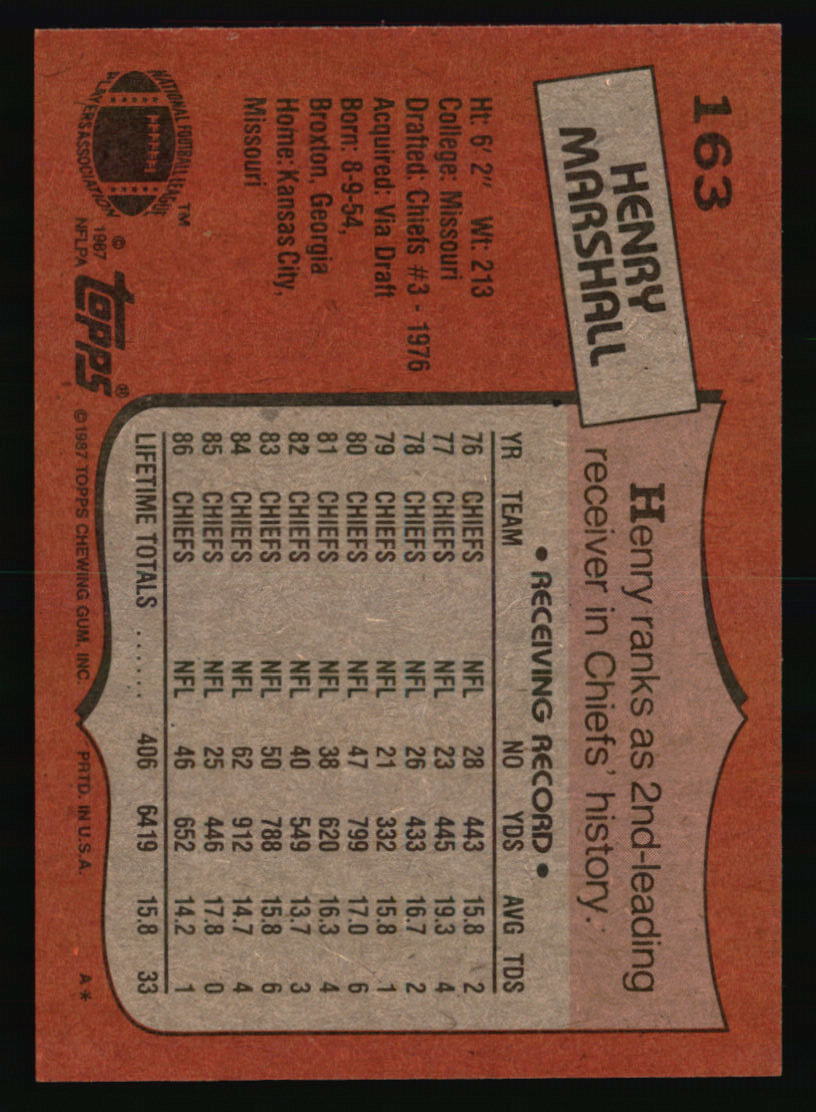 163
HENRY
MARSHALL
Ht: 6' 2" Wt: 213
College: Missouri
Drafted: Chiefs #3 - 1976
Acquired: Via Draft
Born: 8-9-54,
Broxton, Georgia
Home: Kansas City,
Missouri
NATIONAL FOOTBALL LEAGUE
PLAYERS ASSOCIATION
TM
© 1987
NFLPA
topps®
Henry ranks as 2nd-leading
receiver in Chiefs' history.
• RECEIVING RECORD •
YR TEAM NO YDS AVG TDS
76 CHIEFS NFL 28 443 15.8 2
77 CHIEFS NFL 23 445 19.3 4
78 CHIEFS NFL 26 433 16.7 2
79 CHIEFS NFL 21 332 15.8 1
80 CHIEFS NFL 47 799 17.0 6
81 CHIEFS NFL 38 620 16.3 4
82 CHIEFS NFL 40 549 13.7 3
83 CHIEFS NFL 50 788 15.8 6
84 CHIEFS NFL 62 912 14.7 4
85 CHIEFS NFL 25 446 17.8 0
86 CHIEFS NFL 46 652 14.2 1
LIFETIME TOTALS ...... 406 6419 15.8 33
© 1987 TOPPS CHEWING GUM, INC. PRTD. IN U.S.A. A*